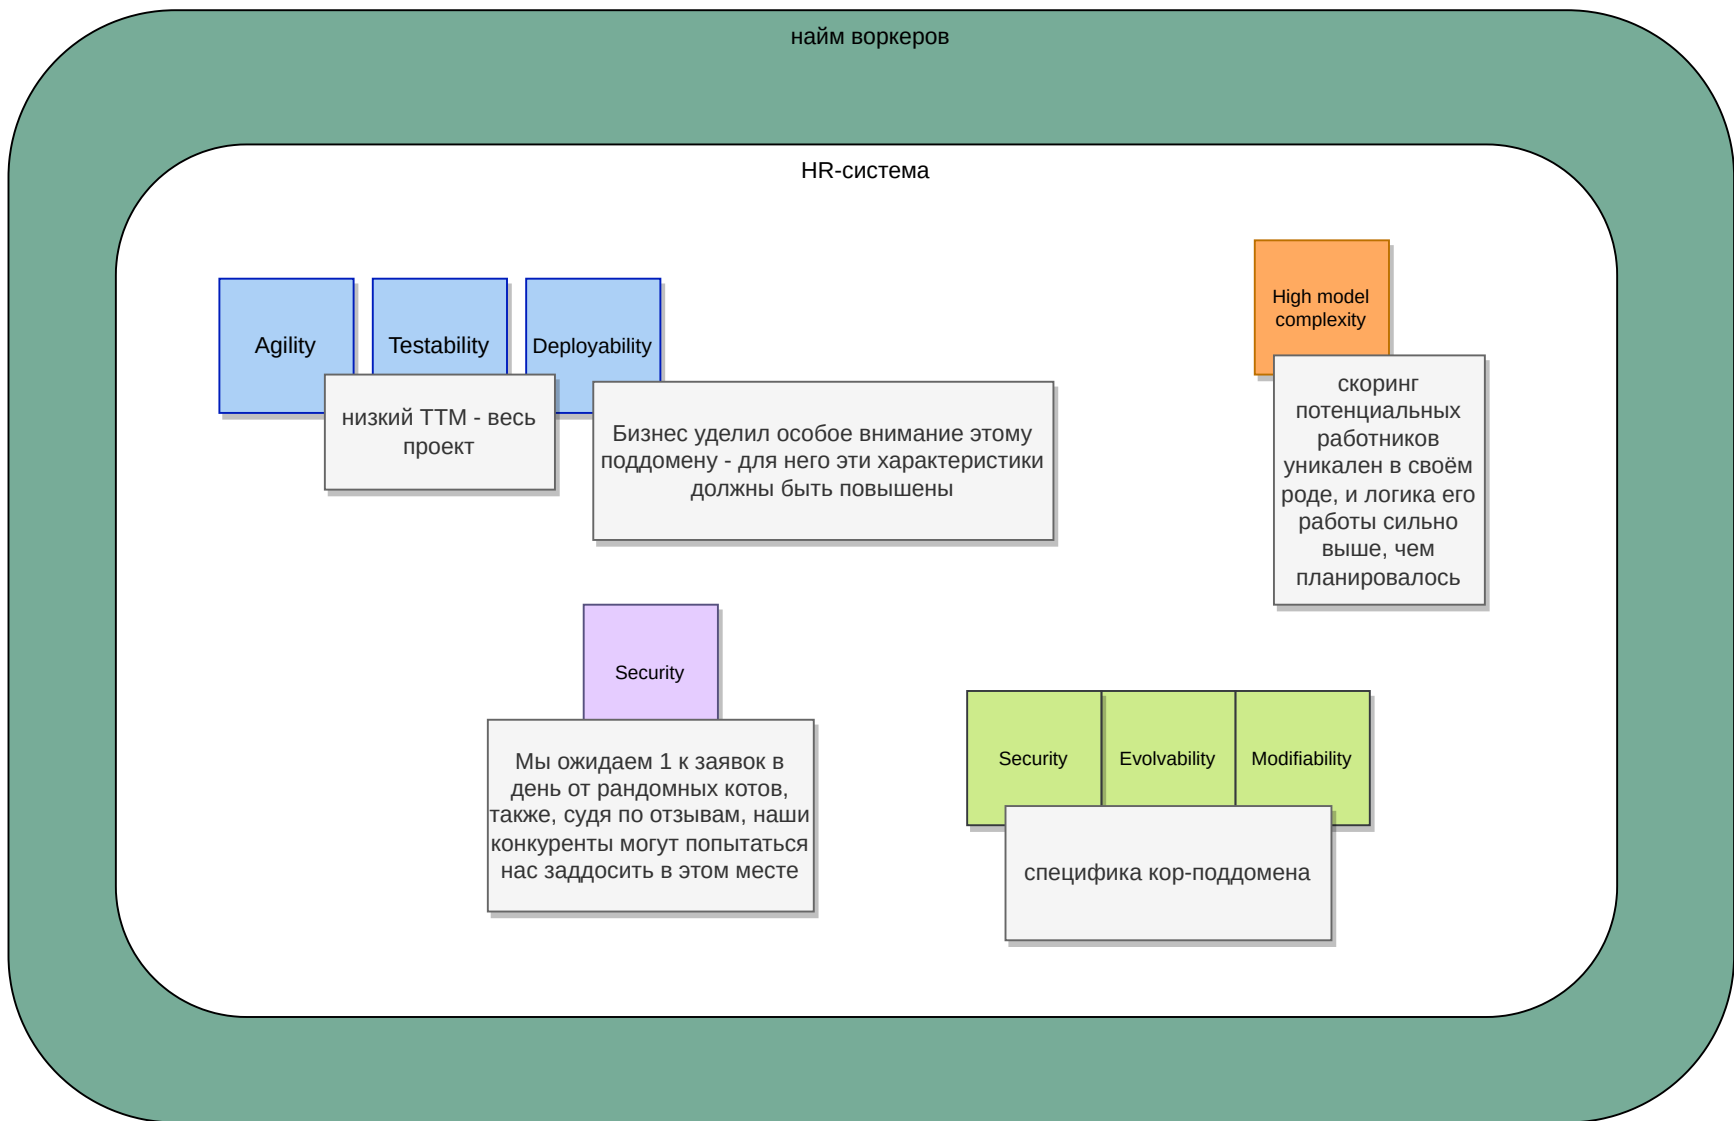 найм воркеров
HR-система
Agility
Testability
Deployability
низкий ТТМ - весь
проект
Бизнес уделил особое внимание этому
поддомену - для него эти характеристики
должны быть повышены
High model
complexity
скоринг
потенциальных
работников
уникален в своём
роде, и логика его
работы сильно
выше, чем
планировалось
Security
Мы ожидаем 1 к заявок в
день от рандомных котов,
также, судя по отзывам, наши
конкуренты могут попытаться
нас заддосить в этом месте
Security
Evolvability
Modifiability
специфика кор-поддомена